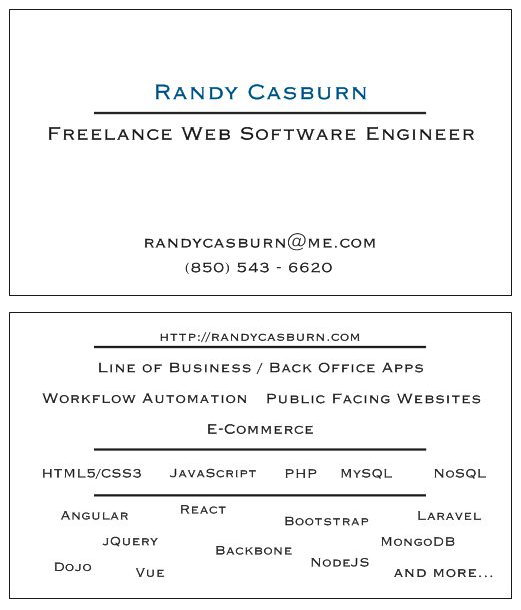 Randy Casburn
Freelance Web Software Engineer
randycasburn@me.com
(850) 543 - 6620
http://randycasburn.com
Line of Business / Back Office Apps
Workflow Automation Public Facing Websites
E-Commerce
HTML5/CSS3 JavaScript PHP MySQL NoSQL
Angular React Bootstrap Laravel
jQuery Backbone NodeJS MongoDB
Dojo Vue and more...